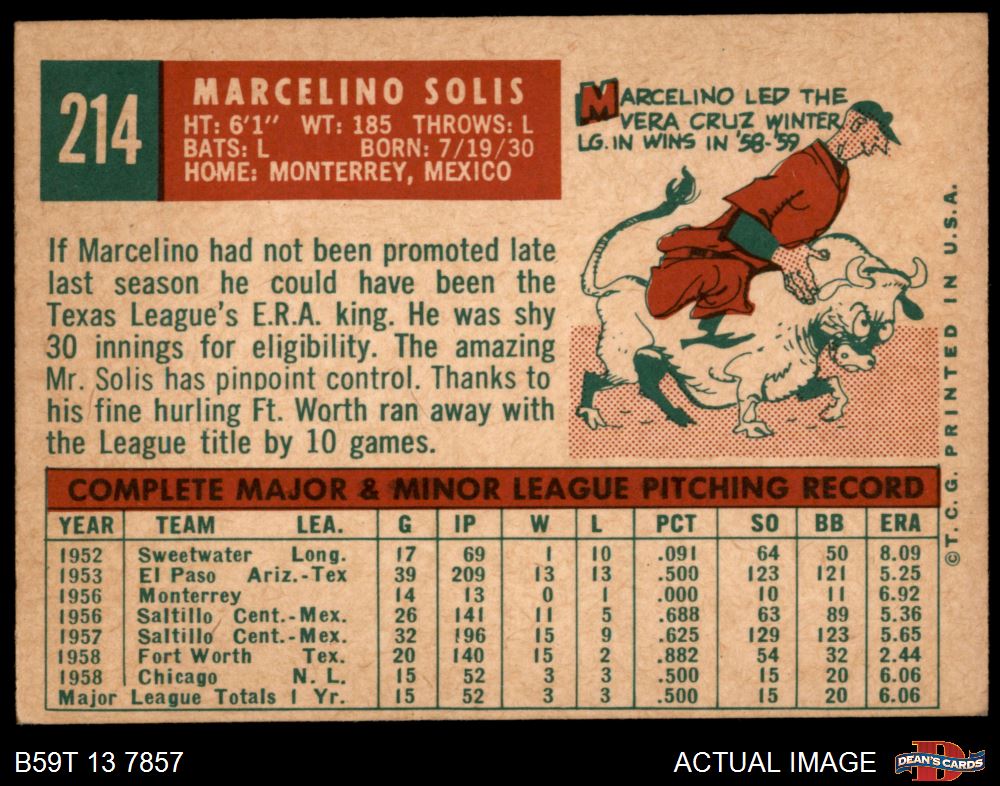 214
MARCELINO SOLIS
HT: 6'1" WT: 185 THROWS: L
BATS: L BORN: 7/19/30
HOME: MONTERREY, MEXICO
MARCELINO LED THE
VERA CRUZ WINTER
LG. IN WINS IN '58-'59
If Marcelino had not been promoted late
last season he could have been the
Texas League's E.R.A. king. He was shy
30 innings for eligibility. The amazing
Mr. Solis has pinpoint control. Thanks to
his fine hurling Ft. Worth ran away with
the League title by 10 games.
COMPLETE MAJOR & MINOR LEAGUE PITCHING RECORD
YEAR TEAM LEA. G IP W L PCT SO BB ERA
1952 Sweetwater Long. 17 69 1 10 .091 64 50 8.09
1953 El Paso Ariz.-Tex 39 209 13 13 .500 123 121 5.25
1956 Monterrey 14 13 0 1 .000 10 11 6.92
1956 Saltillo Cent.-Mex. 26 141 11 5 .688 63 89 5.36
1957 Saltillo Cent.-Mex. 32 196 15 9 .625 129 123 5.65
1958 Fort Worth Tex. 20 140 15 2 .882 54 32 2.44
1958 Chicago N. L. 15 52 3 3 .500 15 20 6.06
Major League Totals 1 Yr. 15 52 3 3 .500 15 20 6.06
© T. C. G. PRINTED IN U.S.A.
B59T 13 7857
ACTUAL IMAGE
D
DEAN'S CARDS